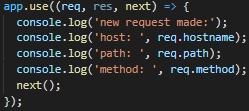 app.use((req, res, next) => {
  console.log('new request made:');
  console.log('host: ', req.hostname);
  console.log('path: ', req.path);
  console.log('method: ', req.method);
  next();
});